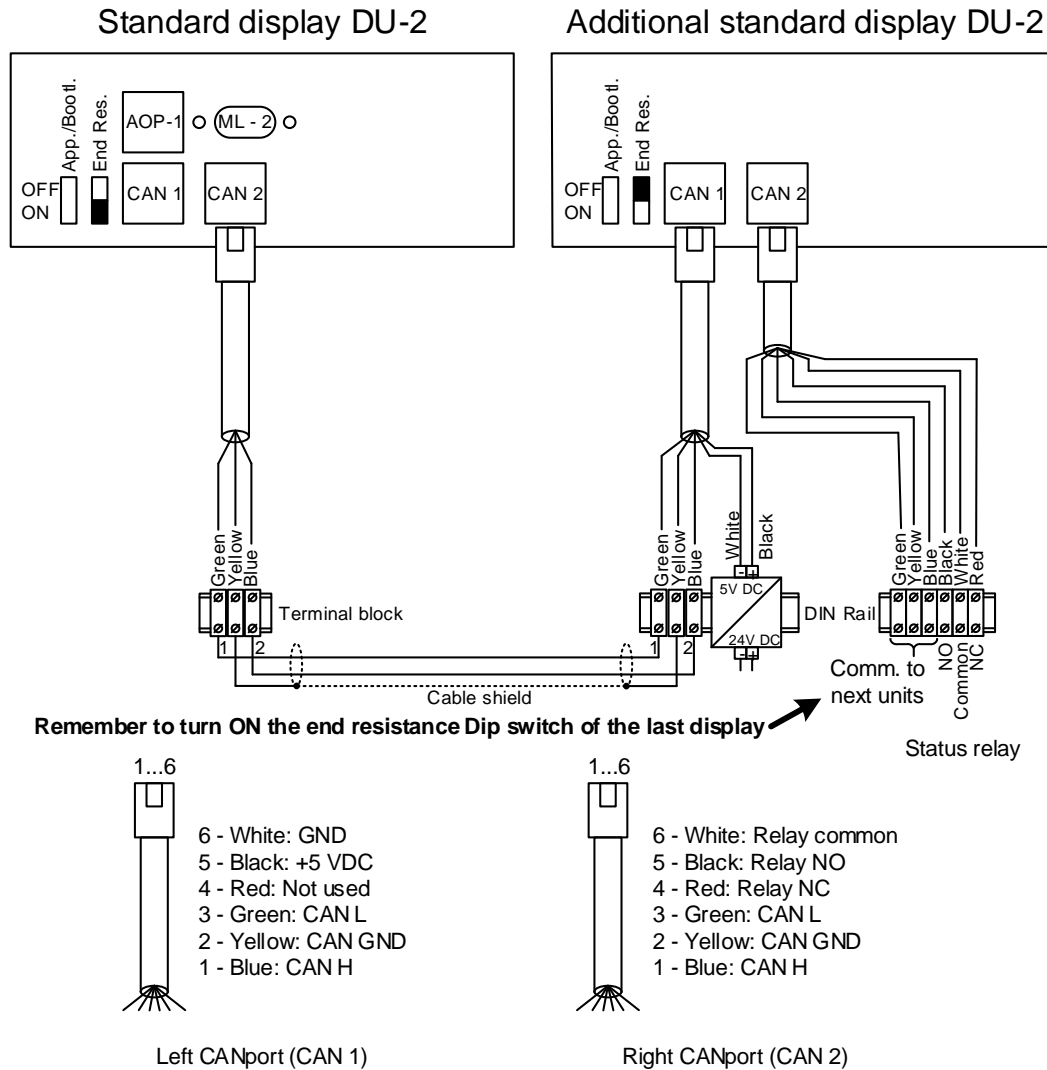 Standard display DU-2
Additional standard display DU-2
App./Bootl.
End Res.
AOP-1
ML - 2
OFF
ON
CAN 1
CAN 2
App./Bootl.
End Res.
OFF
ON
CAN 1
CAN 2
Green
Yellow
Blue
Terminal block
1
2
Green
Yellow
Blue
White
Black
- +
5V DC
24V DC
- +
1
2
DIN Rail
Green
Yellow
Blue
Black
White
Red
NO
Common
NC
Comm. to
next units
Status relay
Cable shield
Remember to turn ON the end resistance Dip switch of the last display
1...6
6 - White: GND
5 - Black: +5 VDC
4 - Red: Not used
3 - Green: CAN L
2 - Yellow: CAN GND
1 - Blue: CAN H
Left CANport (CAN 1)
1...6
6 - White: Relay common
5 - Black: Relay NO
4 - Red: Relay NC
3 - Green: CAN L
2 - Yellow: CAN GND
1 - Blue: CAN H
Right CANport (CAN 2)